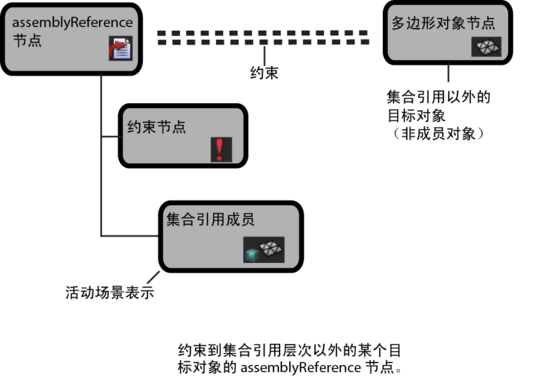 assemblyReference
节点
多边形对象节点
约束
集合引用以外的
目标对象
（非成员对象）
约束节点
集合引用成员
活动场景表示
约束到集合引用层次以外的某个目
标对象的 assemblyReference 节点。